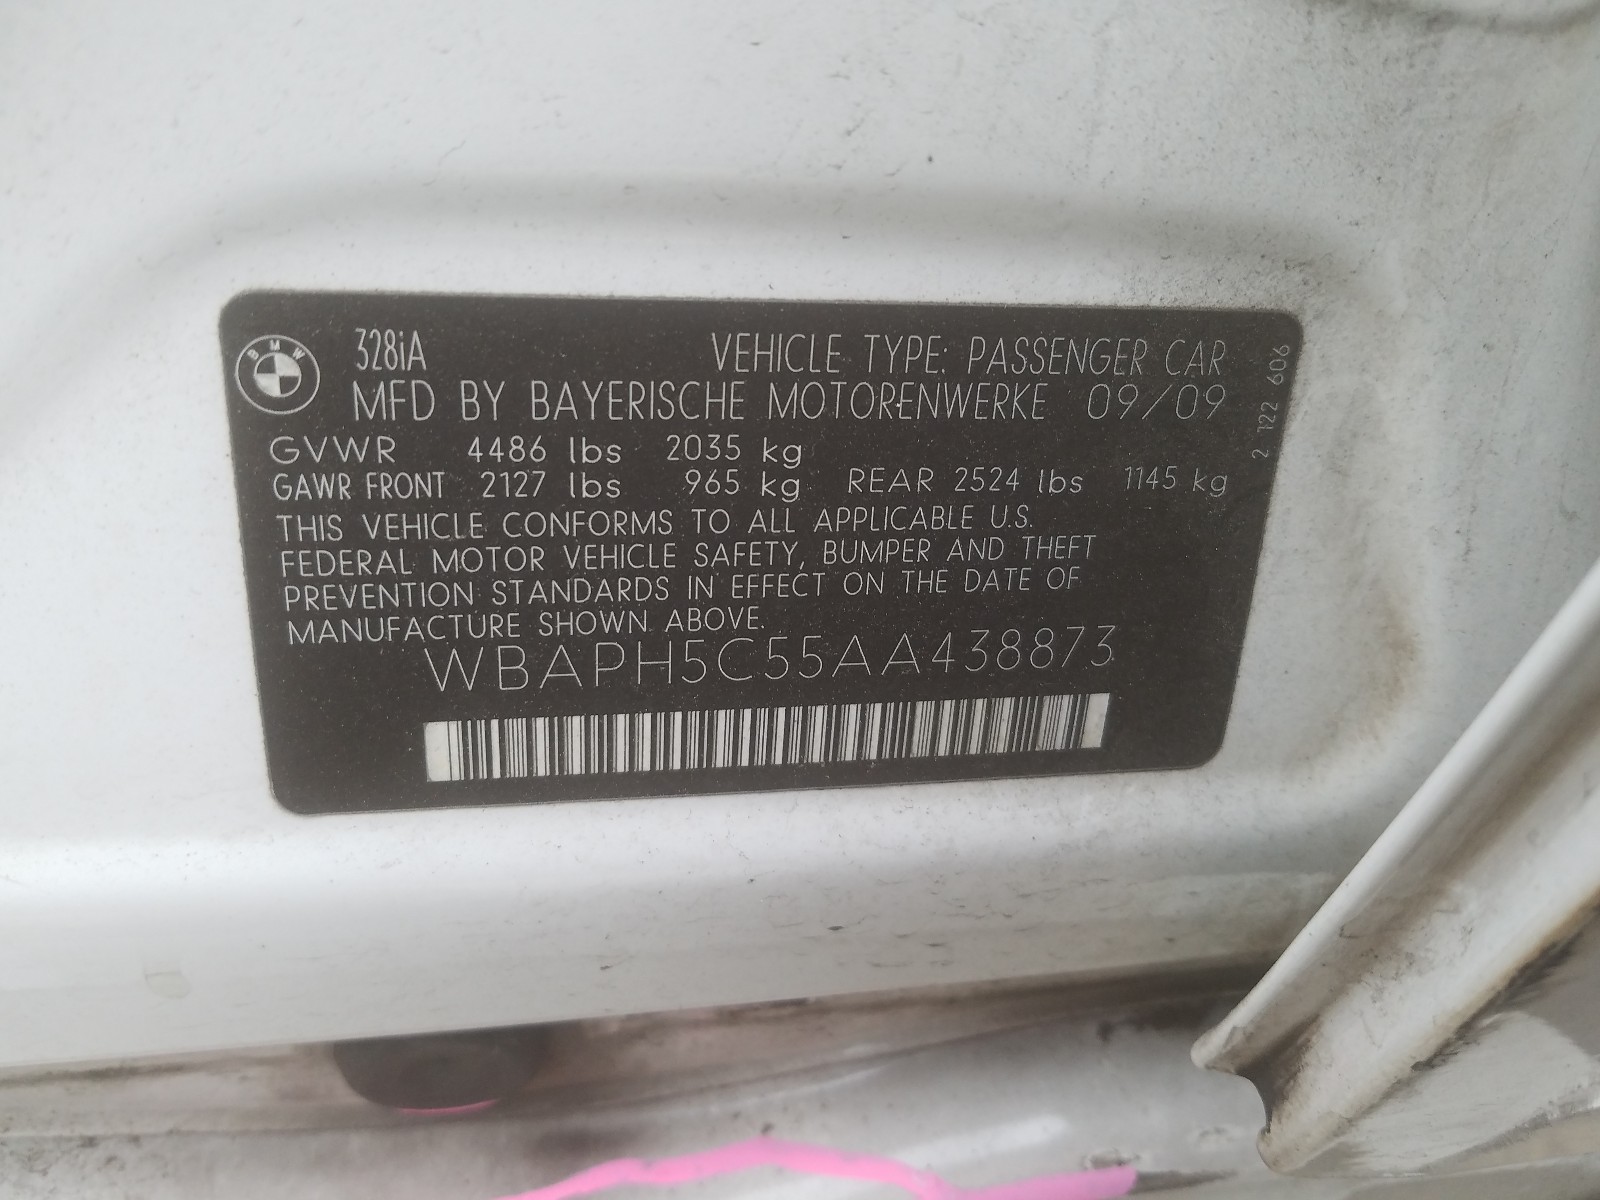 BMW
328iA VEHICLE TYPE: PASSENGER CAR
MFD BY BAYERISCHE MOTORENWERKE 09/09
GVWR 4486 lbs 2035 kg
GAWR FRONT 2127 lbs 965 kg REAR 2524 lbs 1145 kg
THIS VEHICLE CONFORMS TO ALL APPLICABLE U.S.
FEDERAL MOTOR VEHICLE SAFETY, BUMPER AND THEFT
PREVENTION STANDARDS IN EFFECT ON THE DATE OF
MANUFACTURE SHOWN ABOVE.
WBAPH5C55AA438873
2 122 606